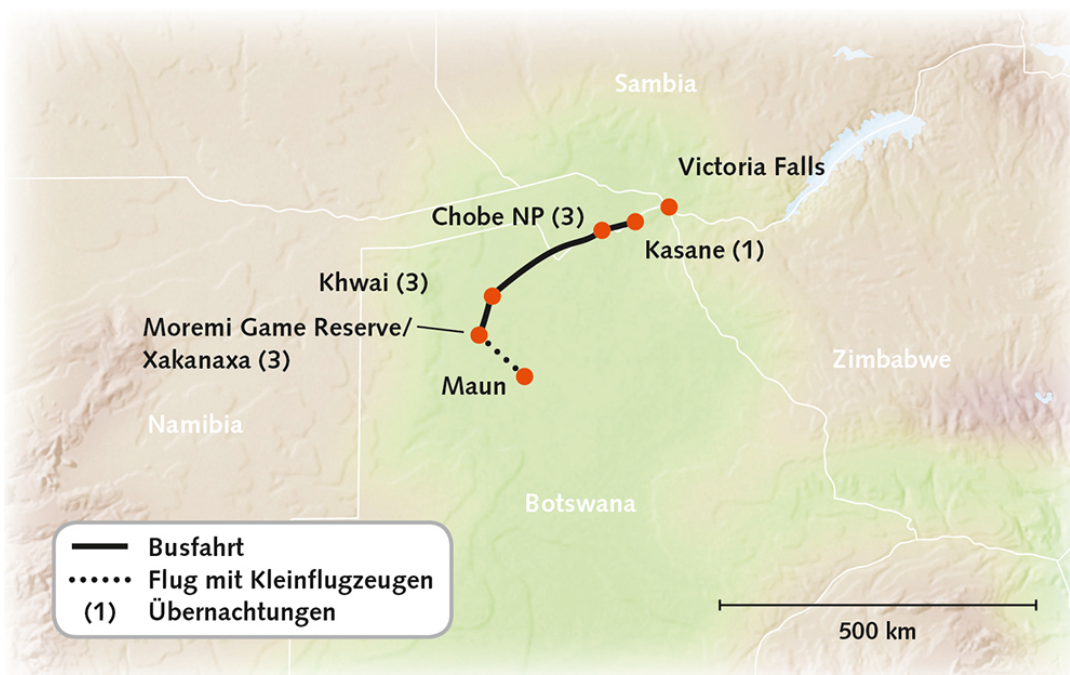 Sambia
Victoria Falls
Chobe NP (3)
Kasane (1)
Khwai (3)
Moremi Game Reserve/
Xakanaxa (3)
Maun
Zimbabwe
Namibia
Botswana
Busfahrt
Flug mit Kleinflugzeugen
(1) Übernachtungen
500 km